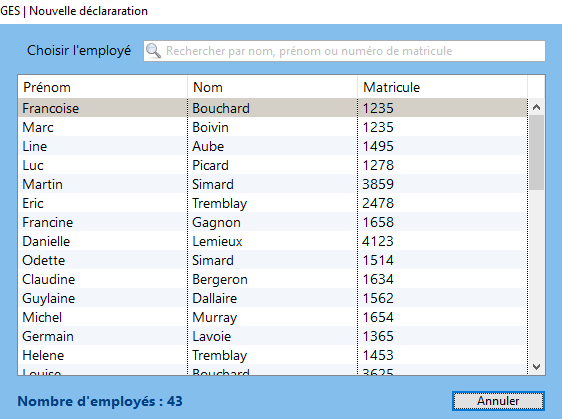 GES | Nouvelle déclararation
Choisir l'employé Rechercher par nom, prénom ou numéro de matricule
Prénom Nom Matricule
Francoise Bouchard 1235
Marc Boivin 1235
Line Aube 1495
Luc Picard 1278
Martin Simard 3859
Eric Tremblay 2478
Francine Gagnon 1658
Danielle Lemieux 4123
Odette Simard 1514
Claudine Bergeron 1634
Guylaine Dallaire 1562
Michel Murray 1654
Germain Lavoie 1365
Helene Tremblay 1453
Louise Bouchard 3625
Nombre d'employés : 43 Annuler